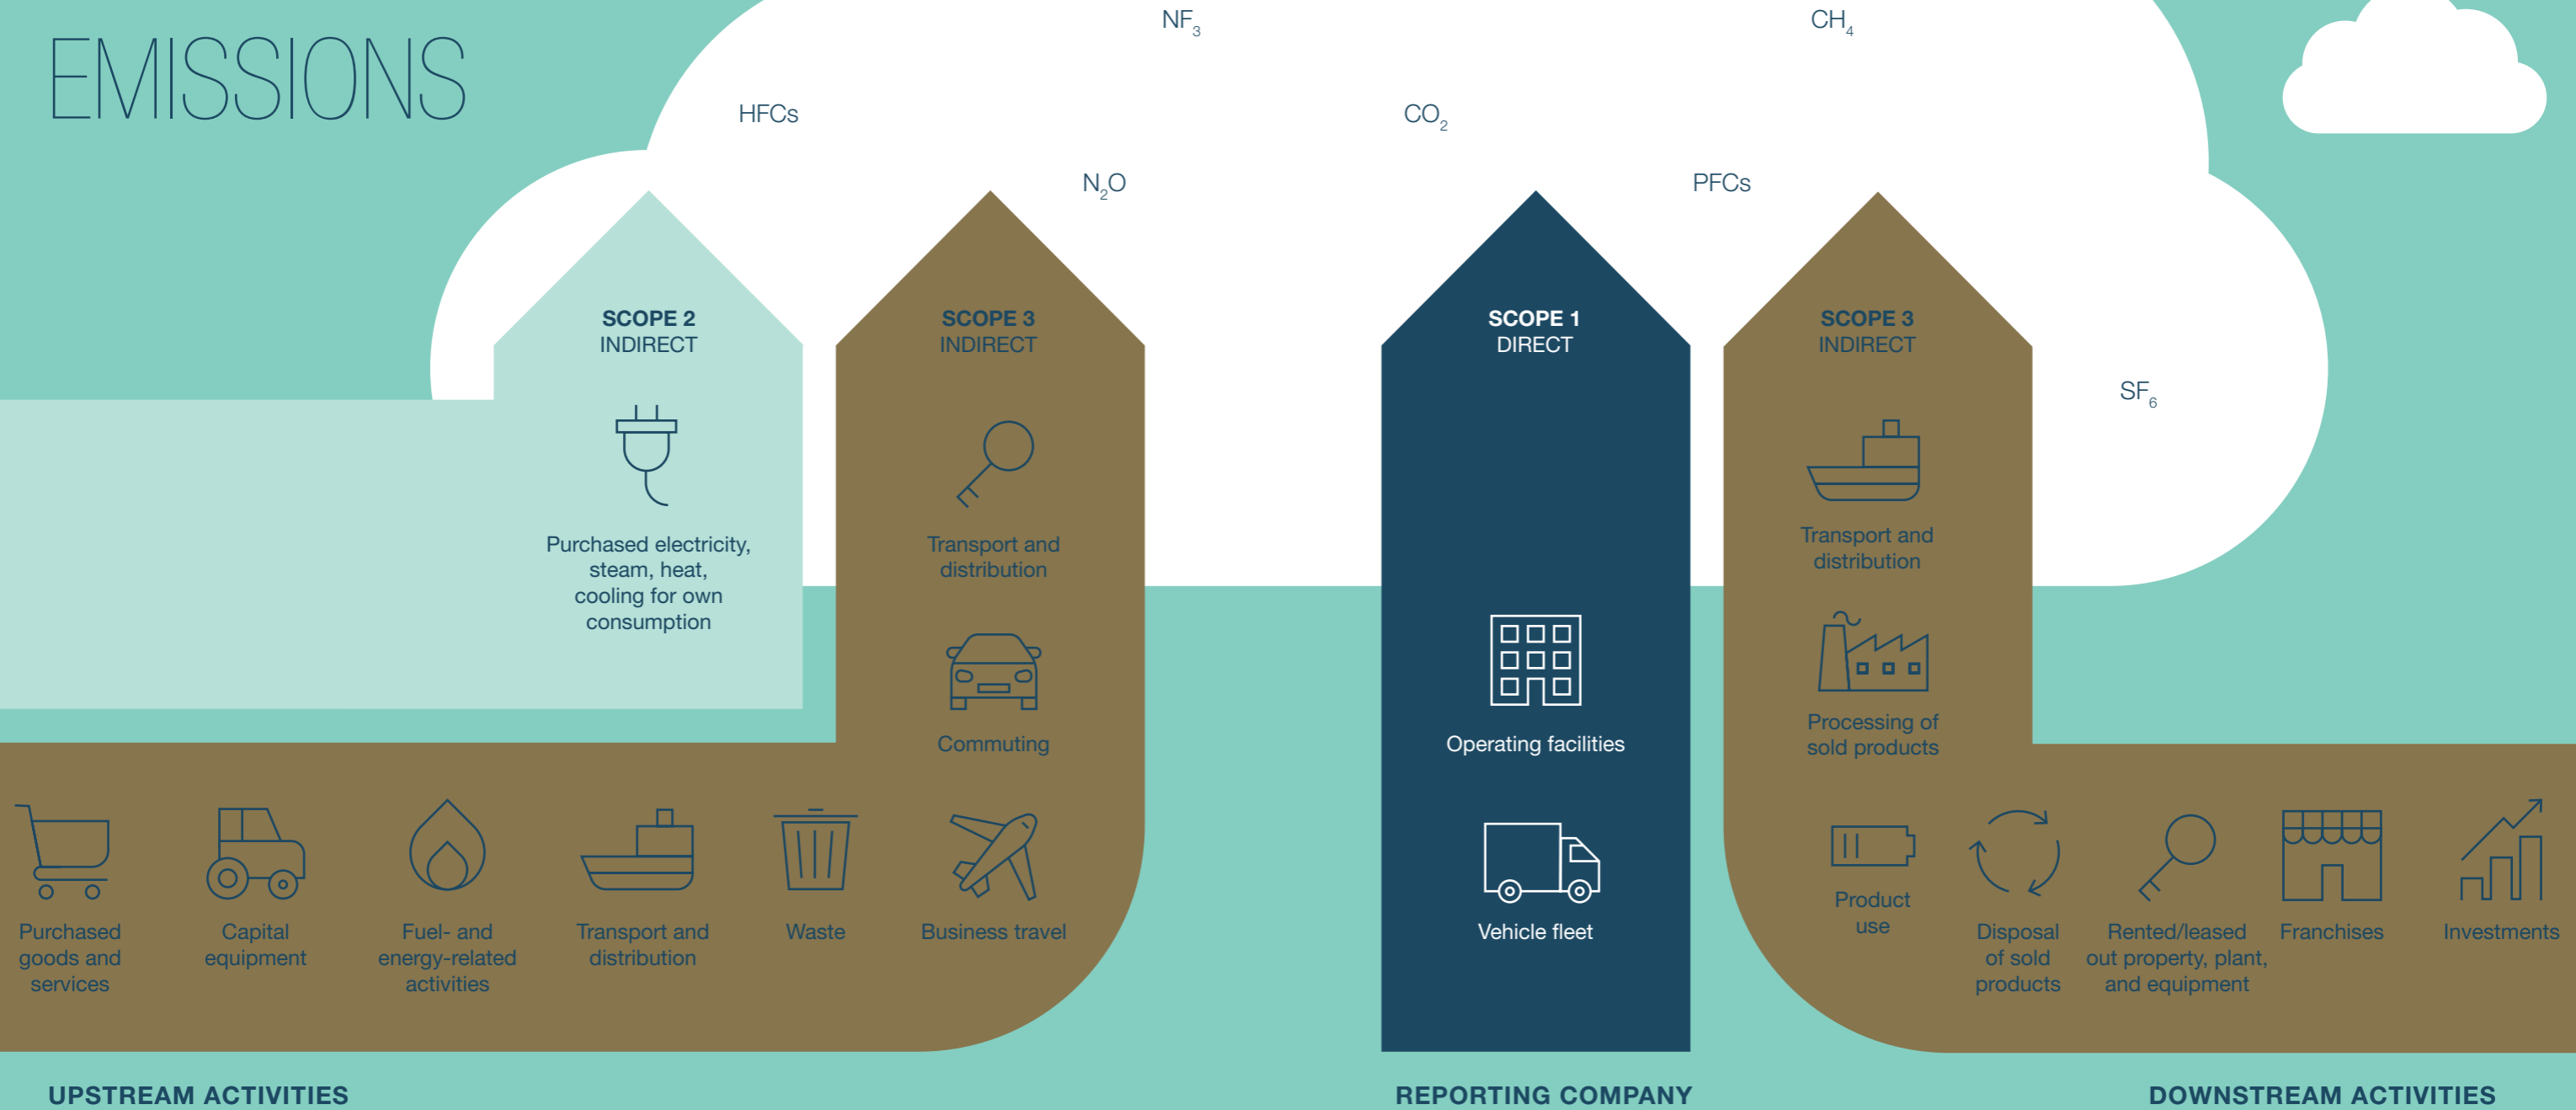 EMISSIONS
NF₃
CH₄
HFCs
CO₂
N₂O
PFCs
SF₆
SCOPE 2
INDIRECT
Purchased electricity,
steam, heat,
cooling for own
consumption
SCOPE 3
INDIRECT
Transport and
distribution
Commuting
Purchased
goods and
services
Capital
equipment
Fuel- and
energy-related
activities
Transport and
distribution
Waste
Business travel
SCOPE 1
DIRECT
Operating facilities
Vehicle fleet
SCOPE 3
INDIRECT
Transport and
distribution
Processing of
sold products
Product
use
Disposal
of sold
products
Rented/leased
out property, plant,
and equipment
Franchises
Investments
UPSTREAM ACTIVITIES
REPORTING COMPANY
DOWNSTREAM ACTIVITIES